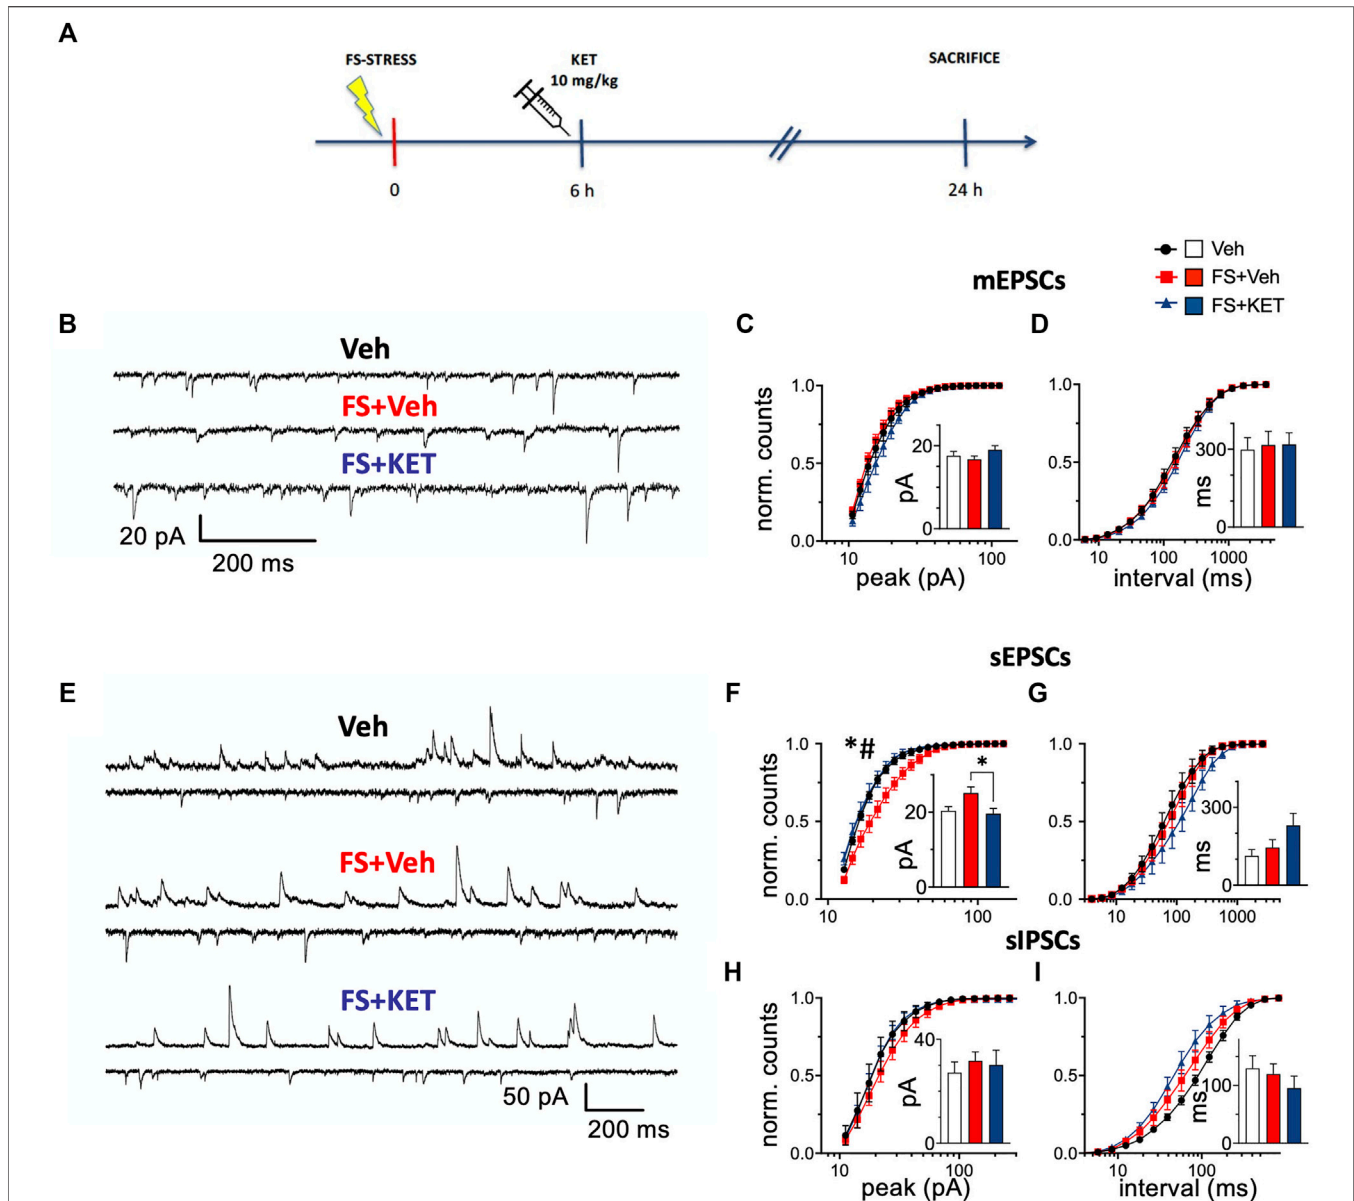 A
FS-STRESS
KET
10 mg/kg
SACRIFICE
0
6 h
24 h
Veh
FS+Veh
FS+KET
mEPSCs
B
Veh
FS+Veh
FS+KET
20 pA
200 ms
C
norm. counts
1.0
0.5
0.0
10
100
peak (pA)
pA
20
0
D
1.0
0.5
0.0
10
100
1000
interval (ms)
ms
300
0
sEPSCs
E
Veh
FS+Veh
FS+KET
50 pA
200 ms
F
norm. counts
1.0
0.5
0.0
*#
10
100
pA
20
0
*
G
1.0
0.5
0.0
10
100
1000
ms
300
0
sIPSCs
H
norm. counts
1.0
0.5
0.0
10
100
peak (pA)
pA
40
0
I
1.0
0.5
0.0
10
100
interval (ms)
ms
100
0